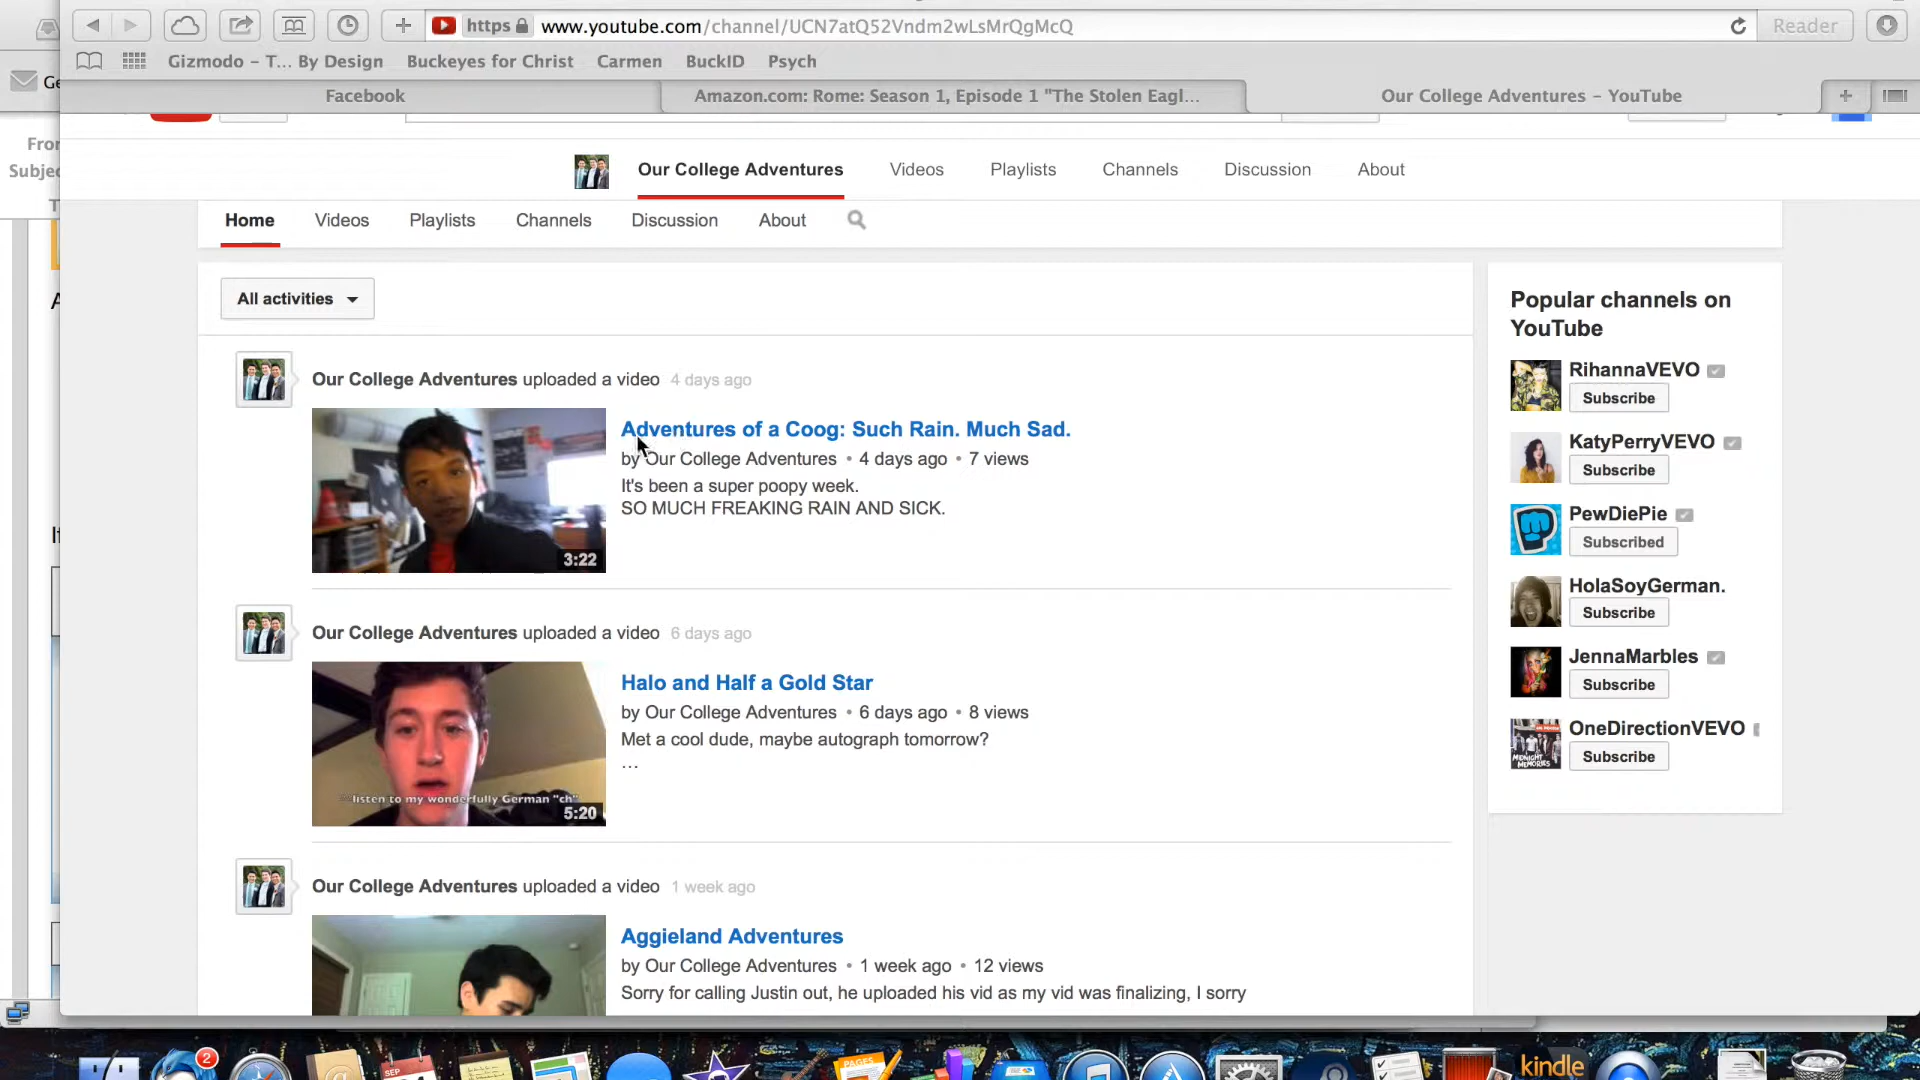 https www.youtube.com/channel/UCN7atQ52Vndm2wLsMrQgMcQ Reader
Gizmodo – T... By Design Buckeyes for Christ Carmen BuckID Psych
Facebook Amazon.com: Rome: Season 1, Episode 1 "The Stolen Eagl... Our College Adventures – YouTube
Our College Adventures Videos Playlists Channels Discussion About
Home Videos Playlists Channels Discussion About
All activities
Our College Adventures uploaded a video 4 days ago
Adventures of a Coog: Such Rain. Much Sad.
by Our College Adventures • 4 days ago • 7 views
It's been a super poopy week.
SO MUCH FREAKING RAIN AND SICK.
3:22
Our College Adventures uploaded a video 6 days ago
Halo and Half a Gold Star
by Our College Adventures • 6 days ago • 8 views
Met a cool dude, maybe autograph tomorrow?
...
listen to my wonderfully German "ch"
5:20
Our College Adventures uploaded a video 1 week ago
Aggieland Adventures
by Our College Adventures • 1 week ago • 12 views
Sorry for calling Justin out, he uploaded his vid as my vid was finalizing, I sorry
Popular channels on
YouTube
RihannaVEVO
Subscribe
KatyPerryVEVO
Subscribe
PewDiePie
Subscribed
HolaSoyGerman.
Subscribe
JennaMarbles
Subscribe
OneDirectionVEVO
Subscribe
MIDNIGHT
MEMORIES
2
SEP
PAGES
kindle